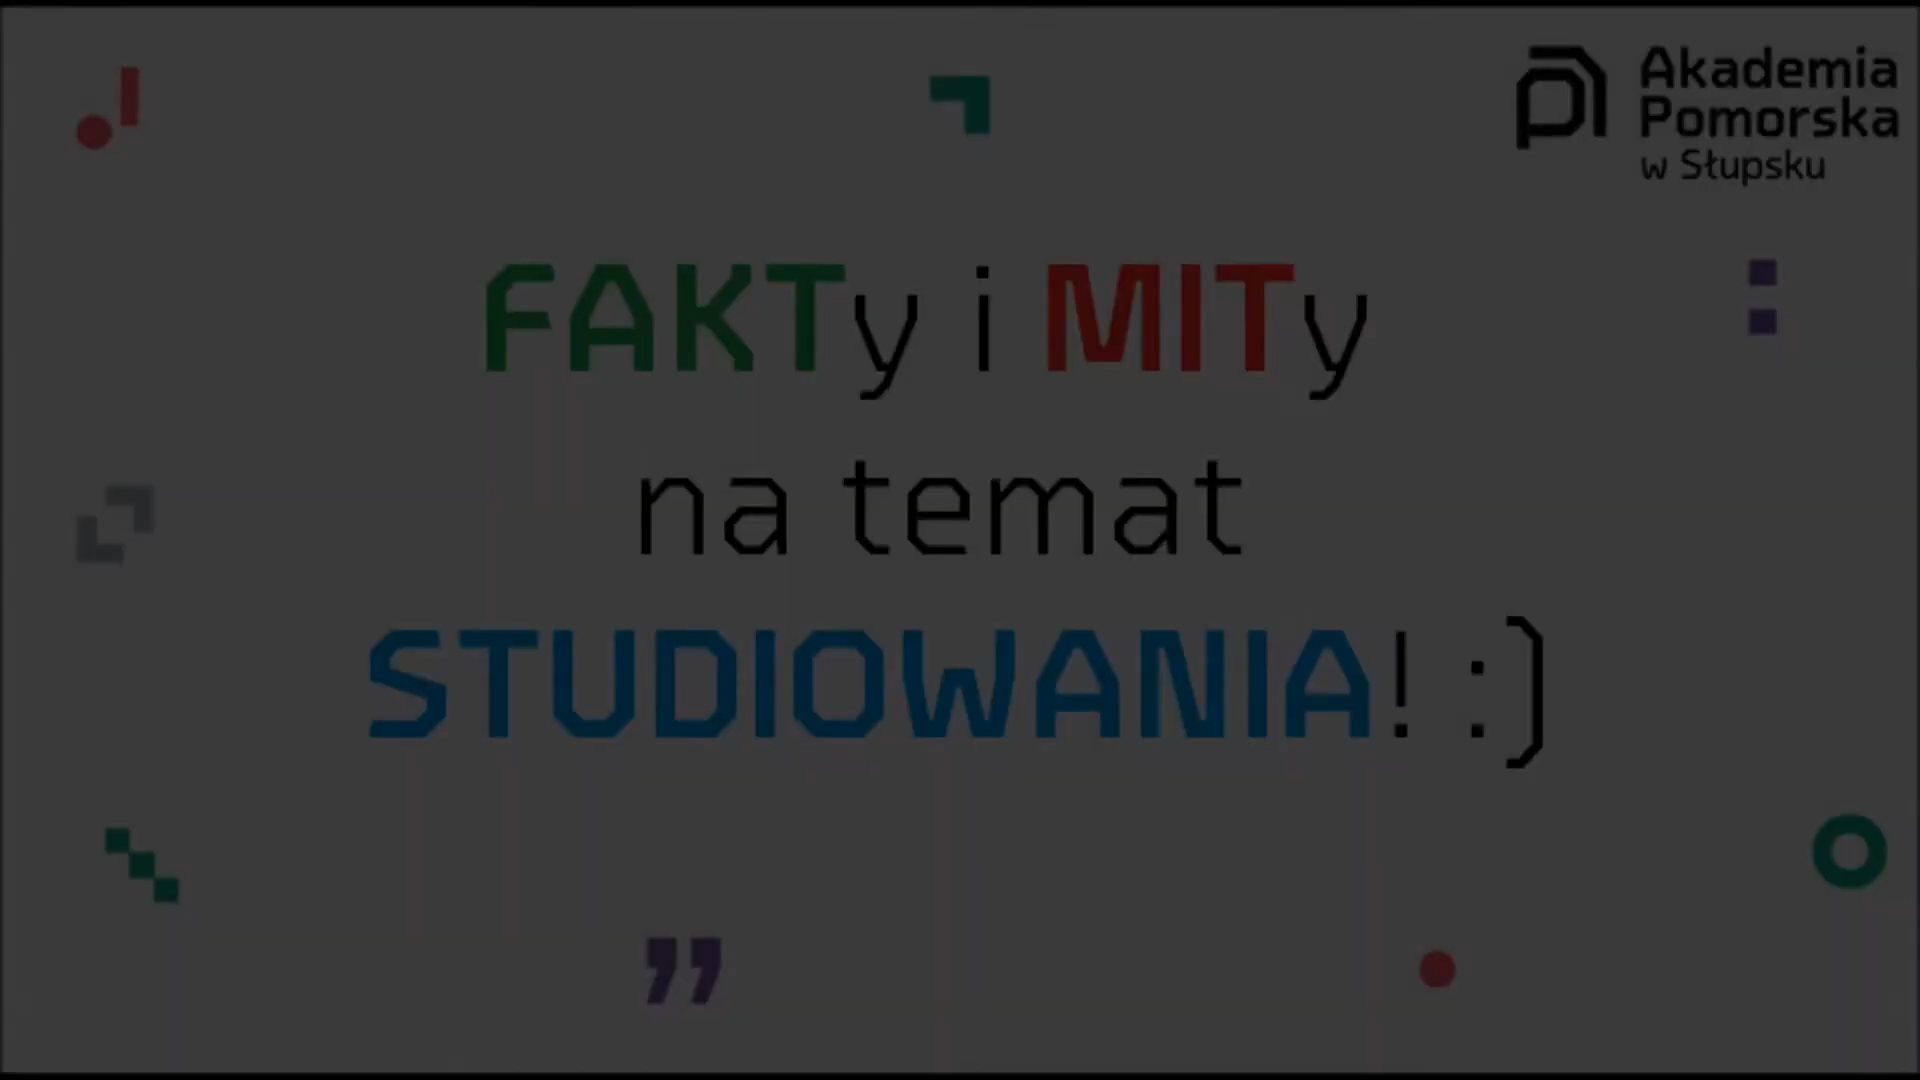 Akademia
Pomorska
w Słupsku
FAKTy i MITy
na temat
STUDIOWANIA! :)